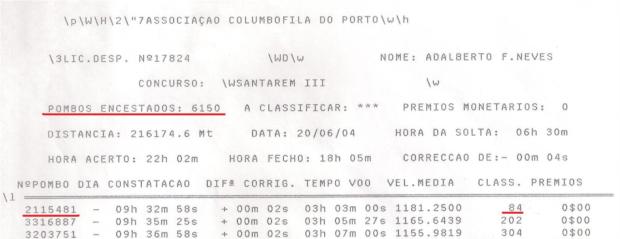 \p\W\H\2\"7ASSOCIAÇAO COLUMBOFILA DO PORTO\w\h
\3LIC.DESP. Nº17824 \WD\w NOME: ADALBERTO F.NEVES
CONCURSO: \WSANTAREM III \w
POMBOS ENCESTADOS: 6150 A CLASSIFICAR: *** PREMIOS MONETARIOS: 0
DISTANCIA: 216174.6 Mt DATA: 20/06/04 HORA DA SOLTA: 06h 30m
HORA ACERTO: 22h 02m HORA FECHO: 18h 05m CORRECCAO DE:- 00m 04s
NºPOMBO DIA CONSTATACAO DIFª CORRIG. TEMPO VOO VEL.MEDIA CLASS. PREMIOS
\l
2115481 - 09h 32m 58s + 00m 02s 03h 03m 00s 1181.2500 84 0$00
3316887 - 09h 35m 25s + 00m 02s 03h 05m 27s 1165.6439 202 0$00
3203751 - 09h 36m 58s + 00m 02s 03h 07m 00s 1155.9819 304 0$00